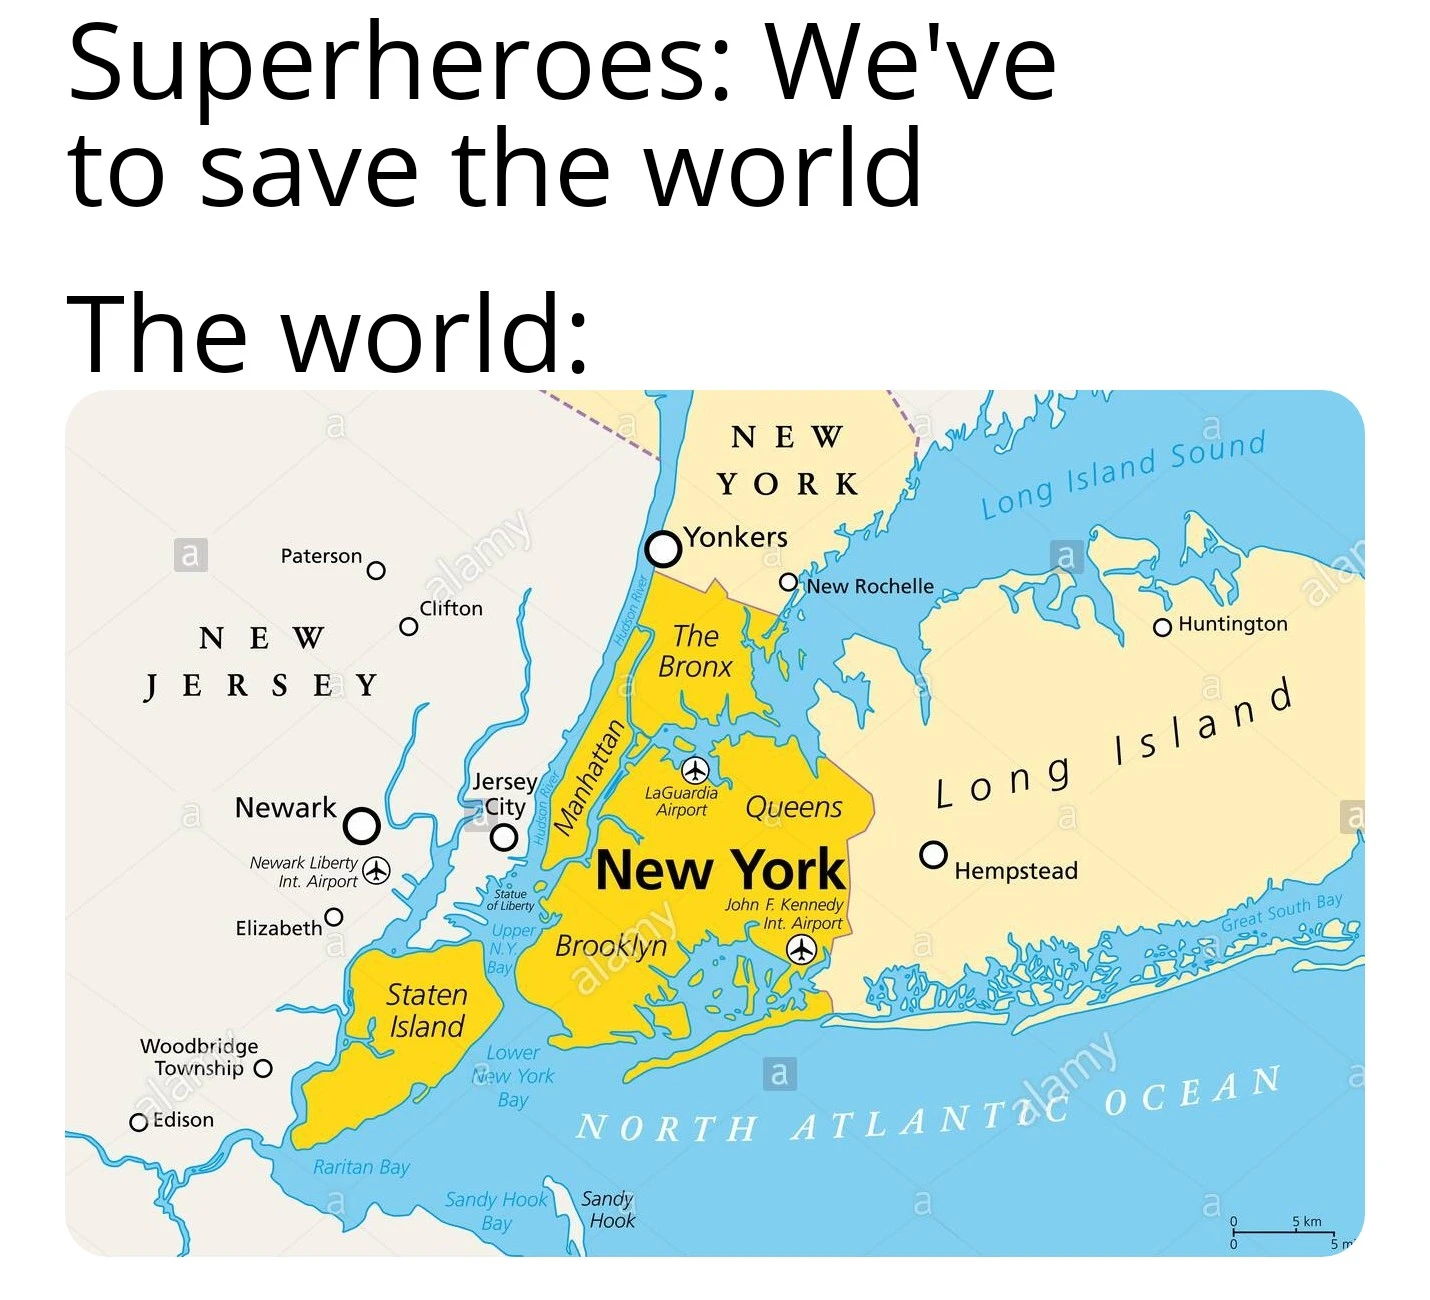 Superheroes: We've
to save the world
The world:
NEW
YORK
Long Island Sound
Yonkers
New Rochelle
Paterson
Clifton
Huntington
NEW
JERSEY
Hudson River
The
Bronx
Long Island
Manhattan
Jersey
City
LaGuardia
Airport
Queens
Newark
Hudson River
Newark Liberty
Int. Airport
New York
Hempstead
Statue
of Liberty
John F. Kennedy
Int. Airport
Elizabeth
Upper
N.Y.
Bay
Brooklyn
Great South Bay
Staten
Island
Woodbridge
Township
Lower
New York
Bay
Edison
NORTH ATLANTIC OCEAN
Raritan Bay
Sandy Hook
Bay
Sandy
Hook
0 5 km
0 5 mi
a
alamy